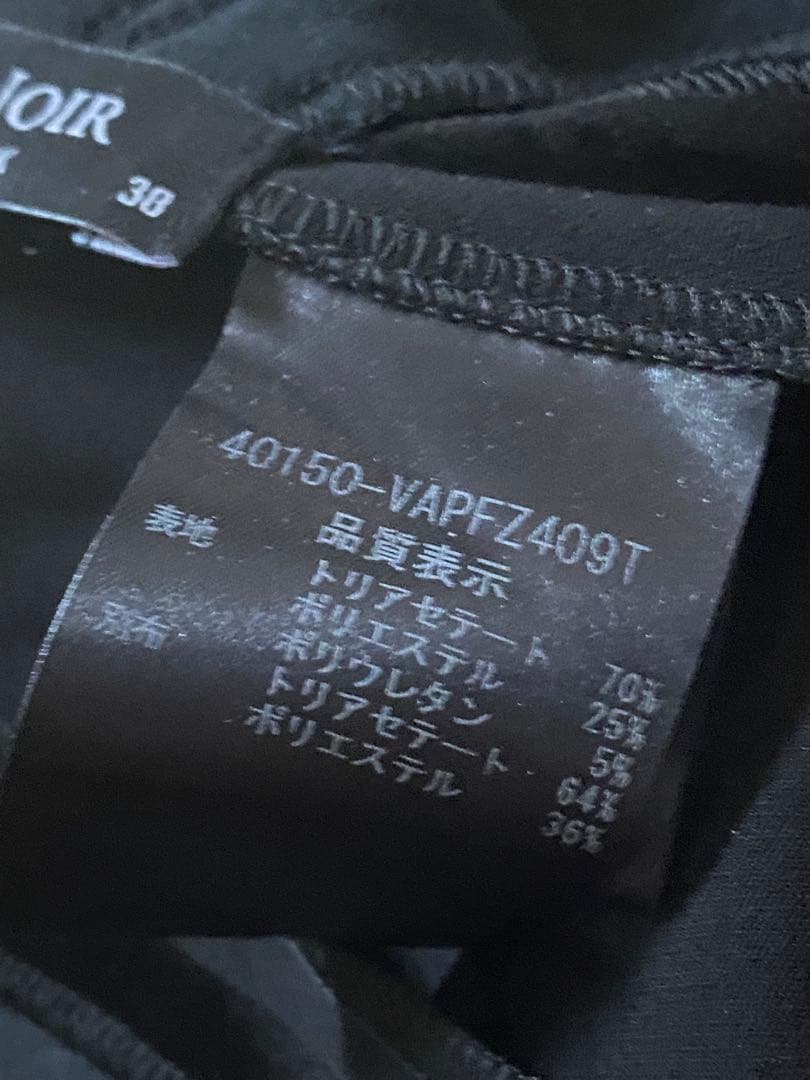 JOIR
38
40150-VAPFZ409T
品質表示
表地 トリアセテート 70%
ポリエステル 25%
ポリウレタン 5%
別布 トリアセテート 64%
ポリエステル 36%